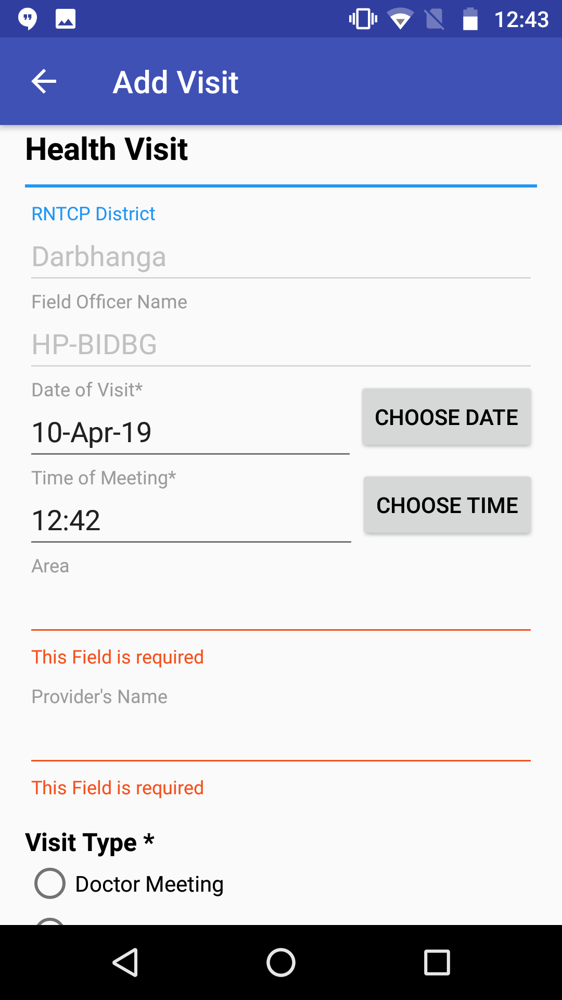 12:43
Add Visit
Health Visit
RNTCP District
Darbhanga
Field Officer Name
HP-BIDBG
Date of Visit*
10-Apr-19
CHOOSE DATE
Time of Meeting*
12:42
CHOOSE TIME
Area
This Field is required
Provider's Name
This Field is required
Visit Type *
Doctor Meeting